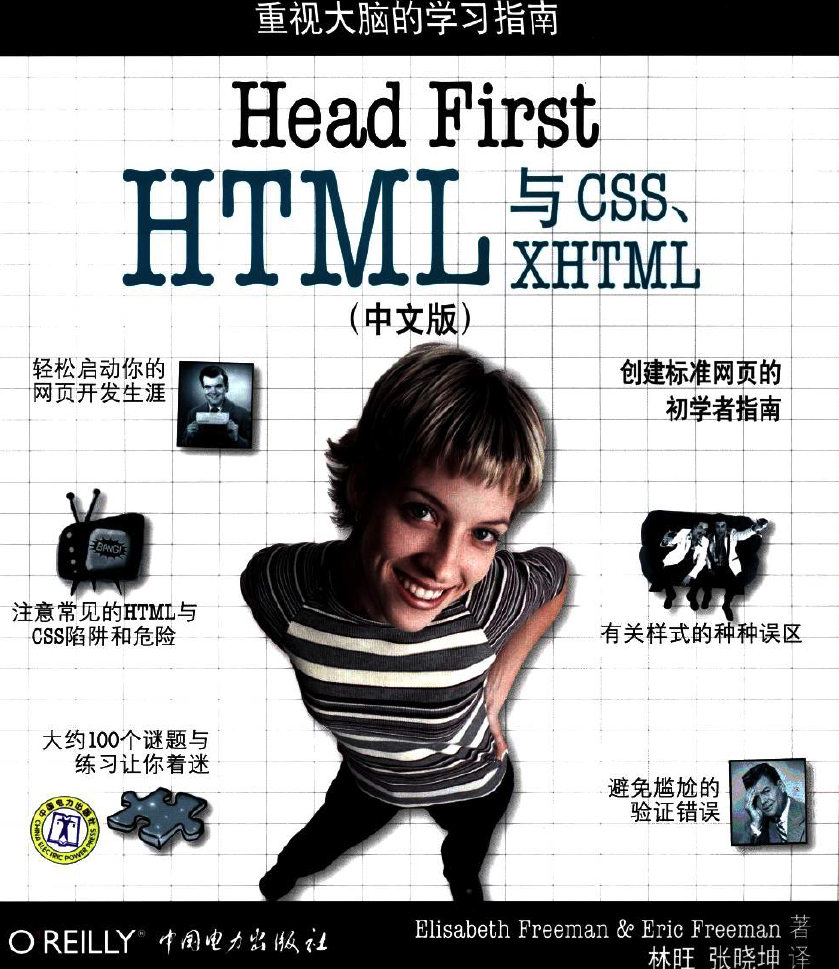 重视大脑的学习指南
Head First
HTML
与CSS、
XHTML
（中文版）
轻松启动你的
网页开发生涯
创建标准网页的
初学者指南
BANG!
注意常见的HTML与
CSS陷阱和危险
有关样式的种种误区
大约100个谜题与
练习让你着迷
避免尴尬的
验证错误
中国电力出版社
CHINA ELECTRIC POWER PRESS
O'REILLY®
中国电力出版社
Elisabeth Freeman & Eric Freeman 著
林旺 张晓坤 译